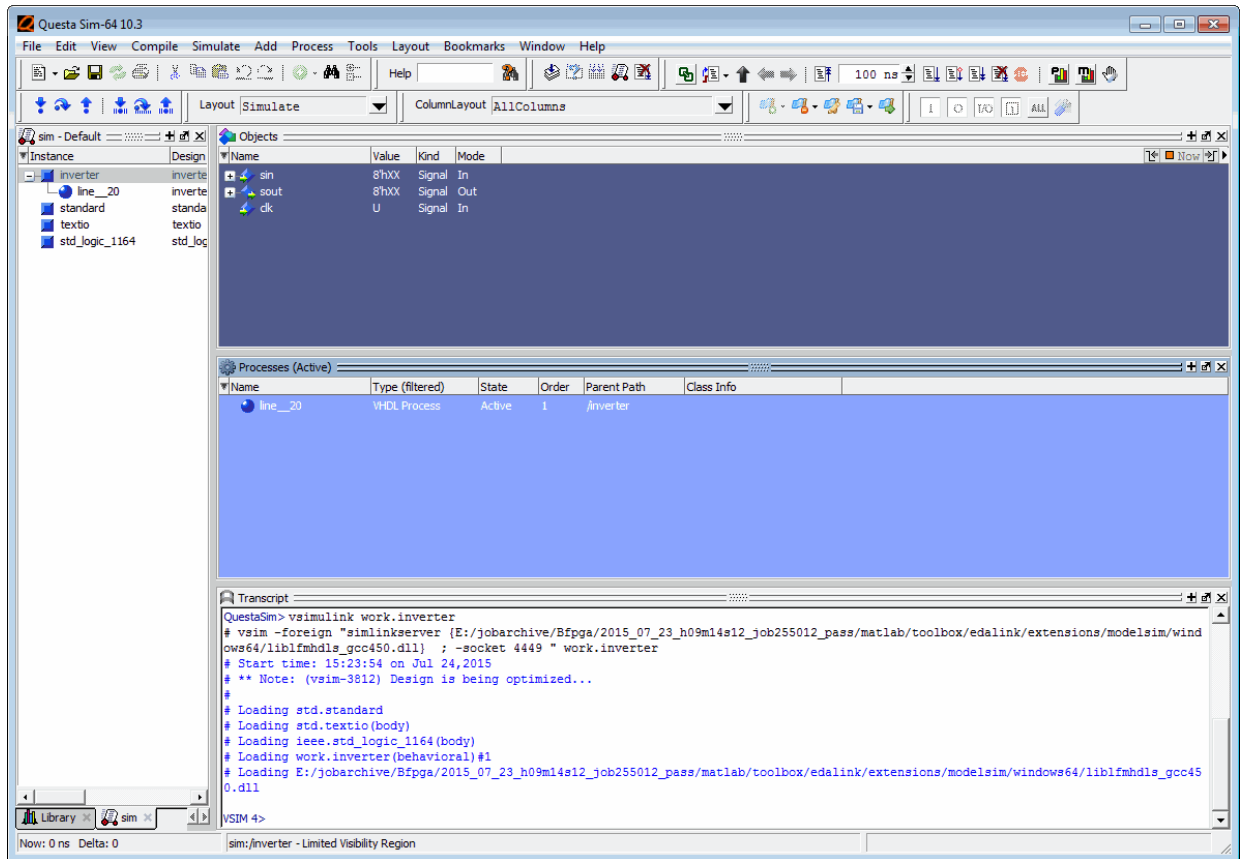 Questa Sim-64 10.3
File Edit View Compile Simulate Add Process Tools Layout Bookmarks Window Help
Help 100 ns
Layout Simulate ColumnLayout AllColumns I O I/O ALL
sim - Default
Instance Design
inverter inverte
line__20 inverte
standard standa
textio textio
std_logic_1164 std_log
Objects
Name Value Kind Mode Now
sin 8'hXX Signal In
sout 8'hXX Signal Out
clk U Signal In
Processes (Active)
Name Type (filtered) State Order Parent Path Class Info
line__20 VHDL Process Active 1 /inverter
Transcript
QuestaSim> vsimulink work.inverter
# vsim -foreign "simlinkserver {E:/jobarchive/Bfpga/2015_07_23_h09m14s12_job255012_pass/matlab/toolbox/edalink/extensions/modelsim/wind
ows64/liblfmhdls_gcc450.dll}  ; -socket 4449 " work.inverter
# Start time: 15:23:54 on Jul 24,2015
# ** Note: (vsim-3812) Design is being optimized...
#
# Loading std.standard
# Loading std.textio(body)
# Loading ieee.std_logic_1164(body)
# Loading work.inverter(behavioral)#1
# Loading E:/jobarchive/Bfpga/2015_07_23_h09m14s12_job255012_pass/matlab/toolbox/edalink/extensions/modelsim/windows64/liblfmhdls_gcc45
0.dll
VSIM 4>
Library sim
Now: 0 ns Delta: 0 sim:/inverter - Limited Visibility Region